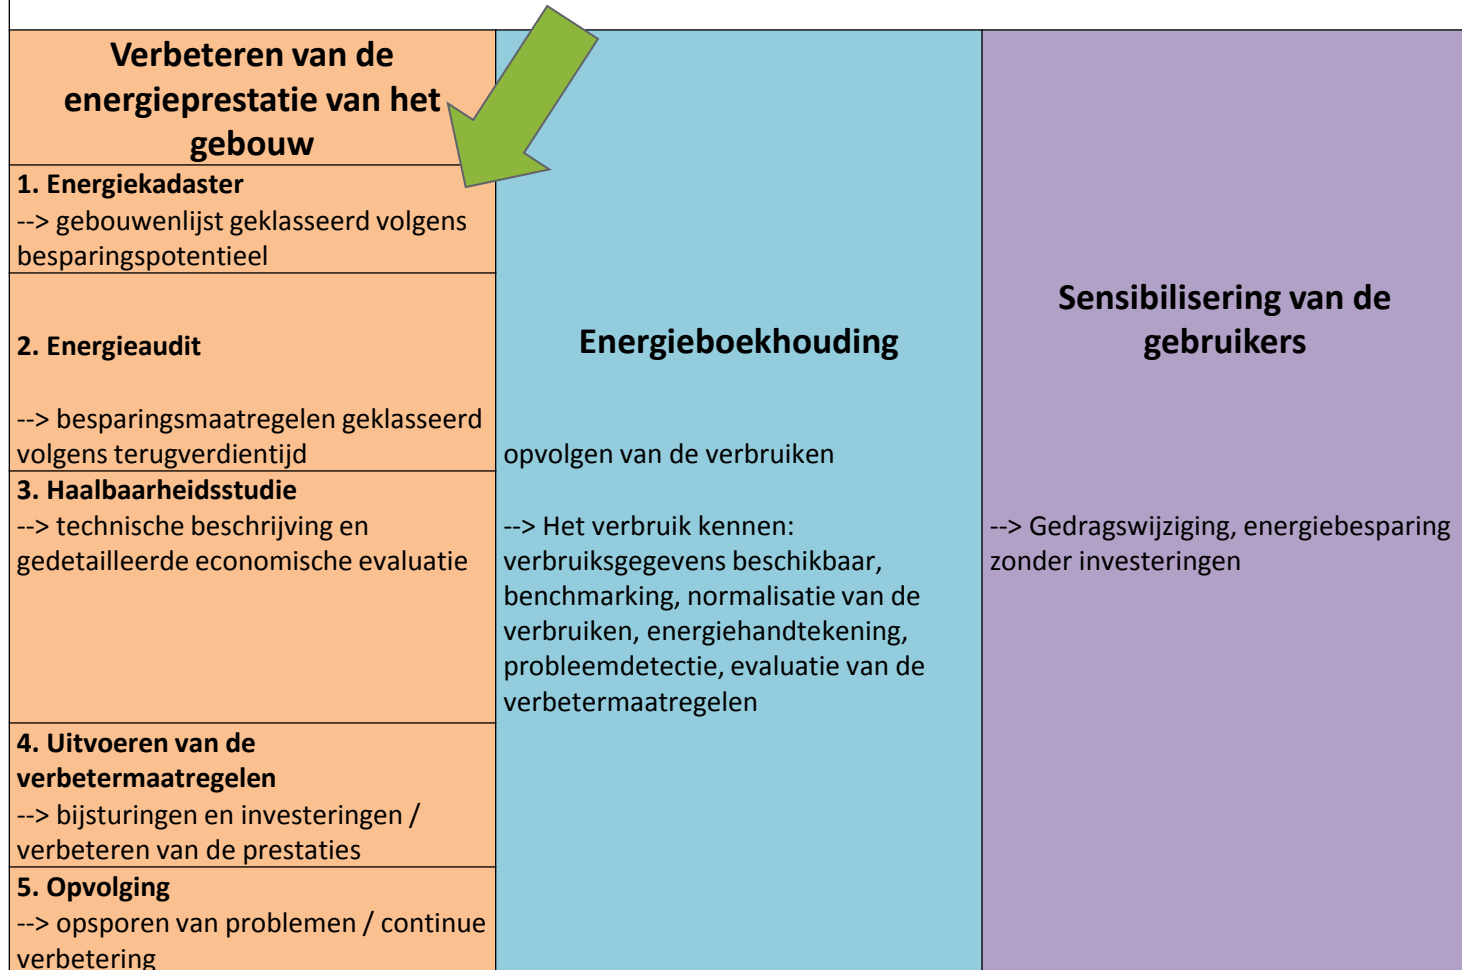 Verbeteren van de
energieprestatie van het
gebouw
1. Energiekadaster
--> gebouwenlijst geklasseerd volgens
besparingspotentieel
2. Energieaudit
--> besparingsmaatregelen geklasseerd
volgens terugverdientijd
3. Haalbaarheidsstudie
--> technische beschrijving en
gedetailleerde economische evaluatie
4. Uitvoeren van de
verbetermaatregelen
--> bijsturingen en investeringen /
verbeteren van de prestaties
5. Opvolging
--> opsporen van problemen / continue
verbetering
Energieboekhouding
opvolgen van de verbruiken
--> Het verbruik kennen:
verbruiksgegevens beschikbaar,
benchmarking, normalisatie van de
verbruiken, energiehandtekening,
probleemdetectie, evaluatie van de
verbetermaatregelen
Sensibilisering van de
gebruikers
--> Gedragswijziging, energiebesparing
zonder investeringen